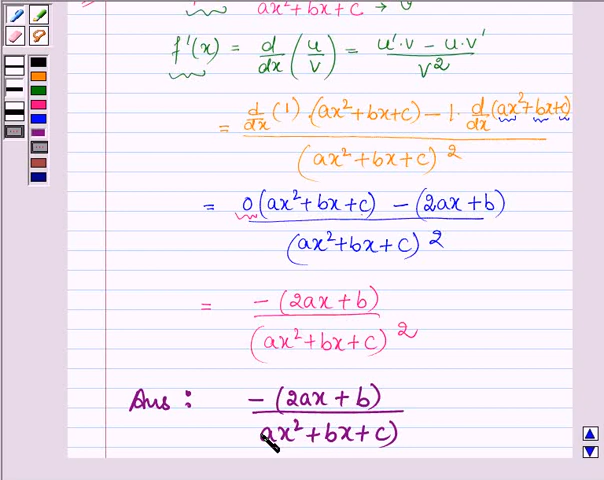 ax²+bx+c → v
f'(x) = d/dx (u/v) = u'·v − u·v' / v²
= d/dx (1)·(ax²+bx+c) − 1· d/dx (ax²+bx+c) / (ax²+bx+c)²
= 0(ax²+bx+c) − (2ax+b) / (ax²+bx+c)²
= −(2ax+b) / (ax²+bx+c)²
Ans : −(2ax+b) / ax²+bx+c)